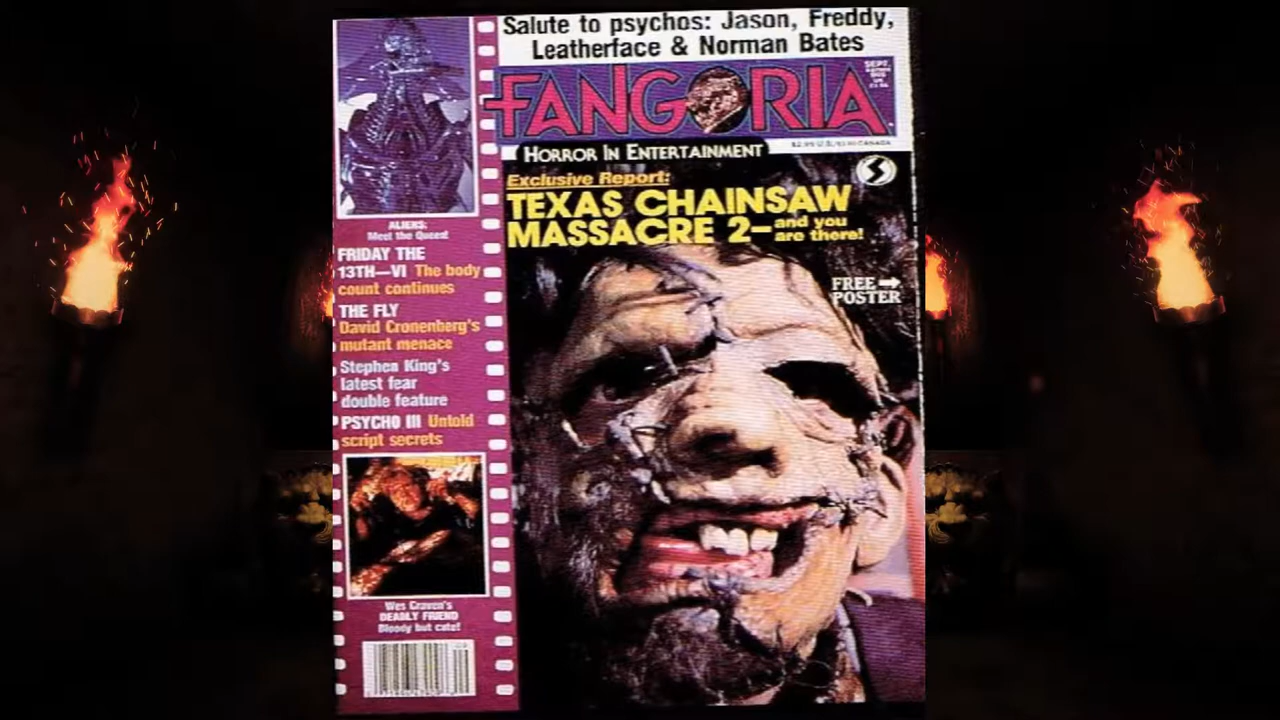 Salute to psychos: Jason, Freddy,
Leatherface & Norman Bates
FANGORIA
SEPT.
HORROR IN ENTERTAINMENT
Exclusive Report:
TEXAS CHAINSAW
MASSACRE 2—and you
are there!
FREE
POSTER
ALIENS:
Meet the Queen!
FRIDAY THE
13TH—VI The body
count continues
THE FLY
David Cronenberg's
mutant menace
Stephen King's
latest fear
double feature
PSYCHO III Untold
script secrets
Wes Craven's
DEADLY FRIEND
Bloody but cute!